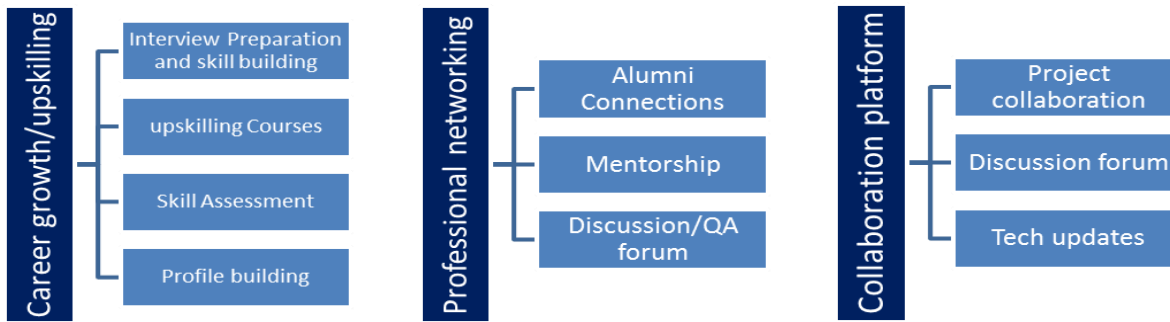 Career growth/upskilling
Interview Preparation
and skill building
upskilling Courses
Skill Assessment
Profile building
Professional networking
Alumni
Connections
Mentorship
Discussion/QA
forum
Collaboration platform
Project
collaboration
Discussion forum
Tech updates